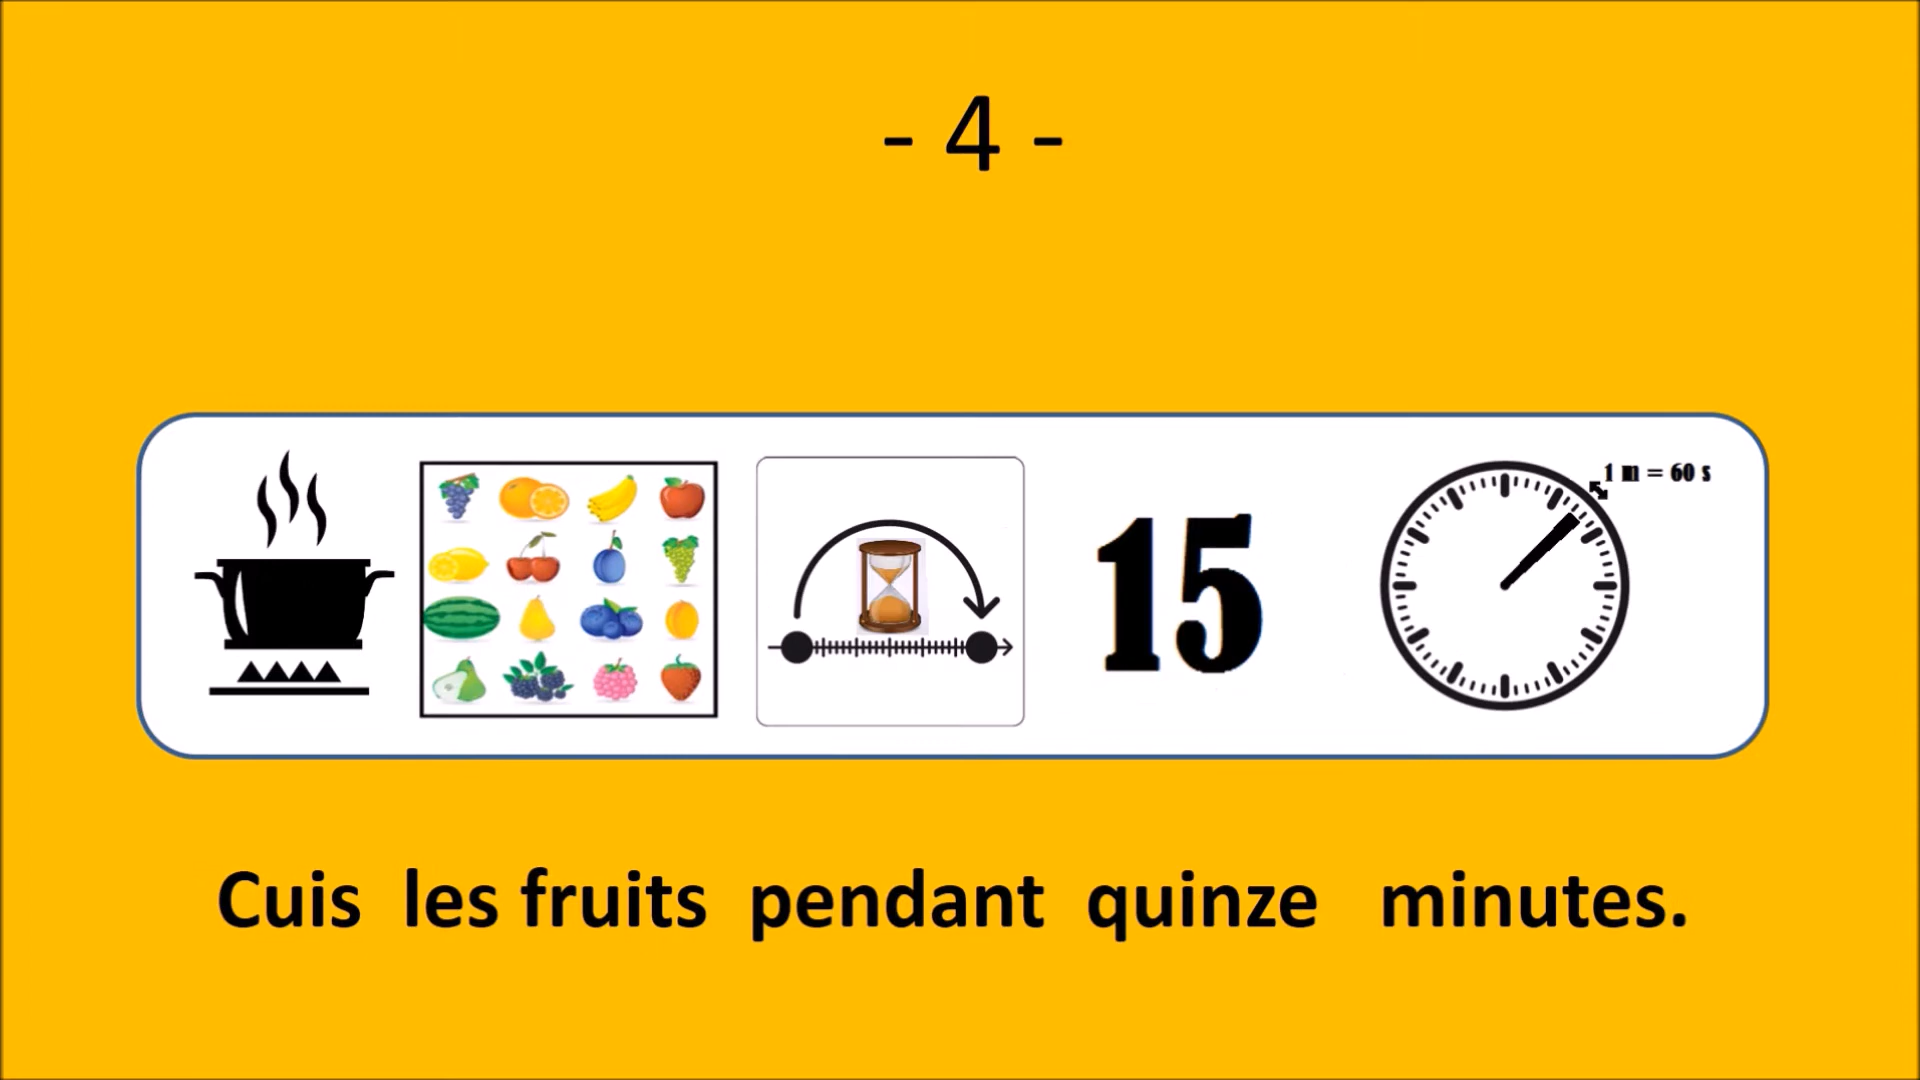 - 4 -
1 m = 60 s
15
Cuis les fruits pendant quinze minutes.